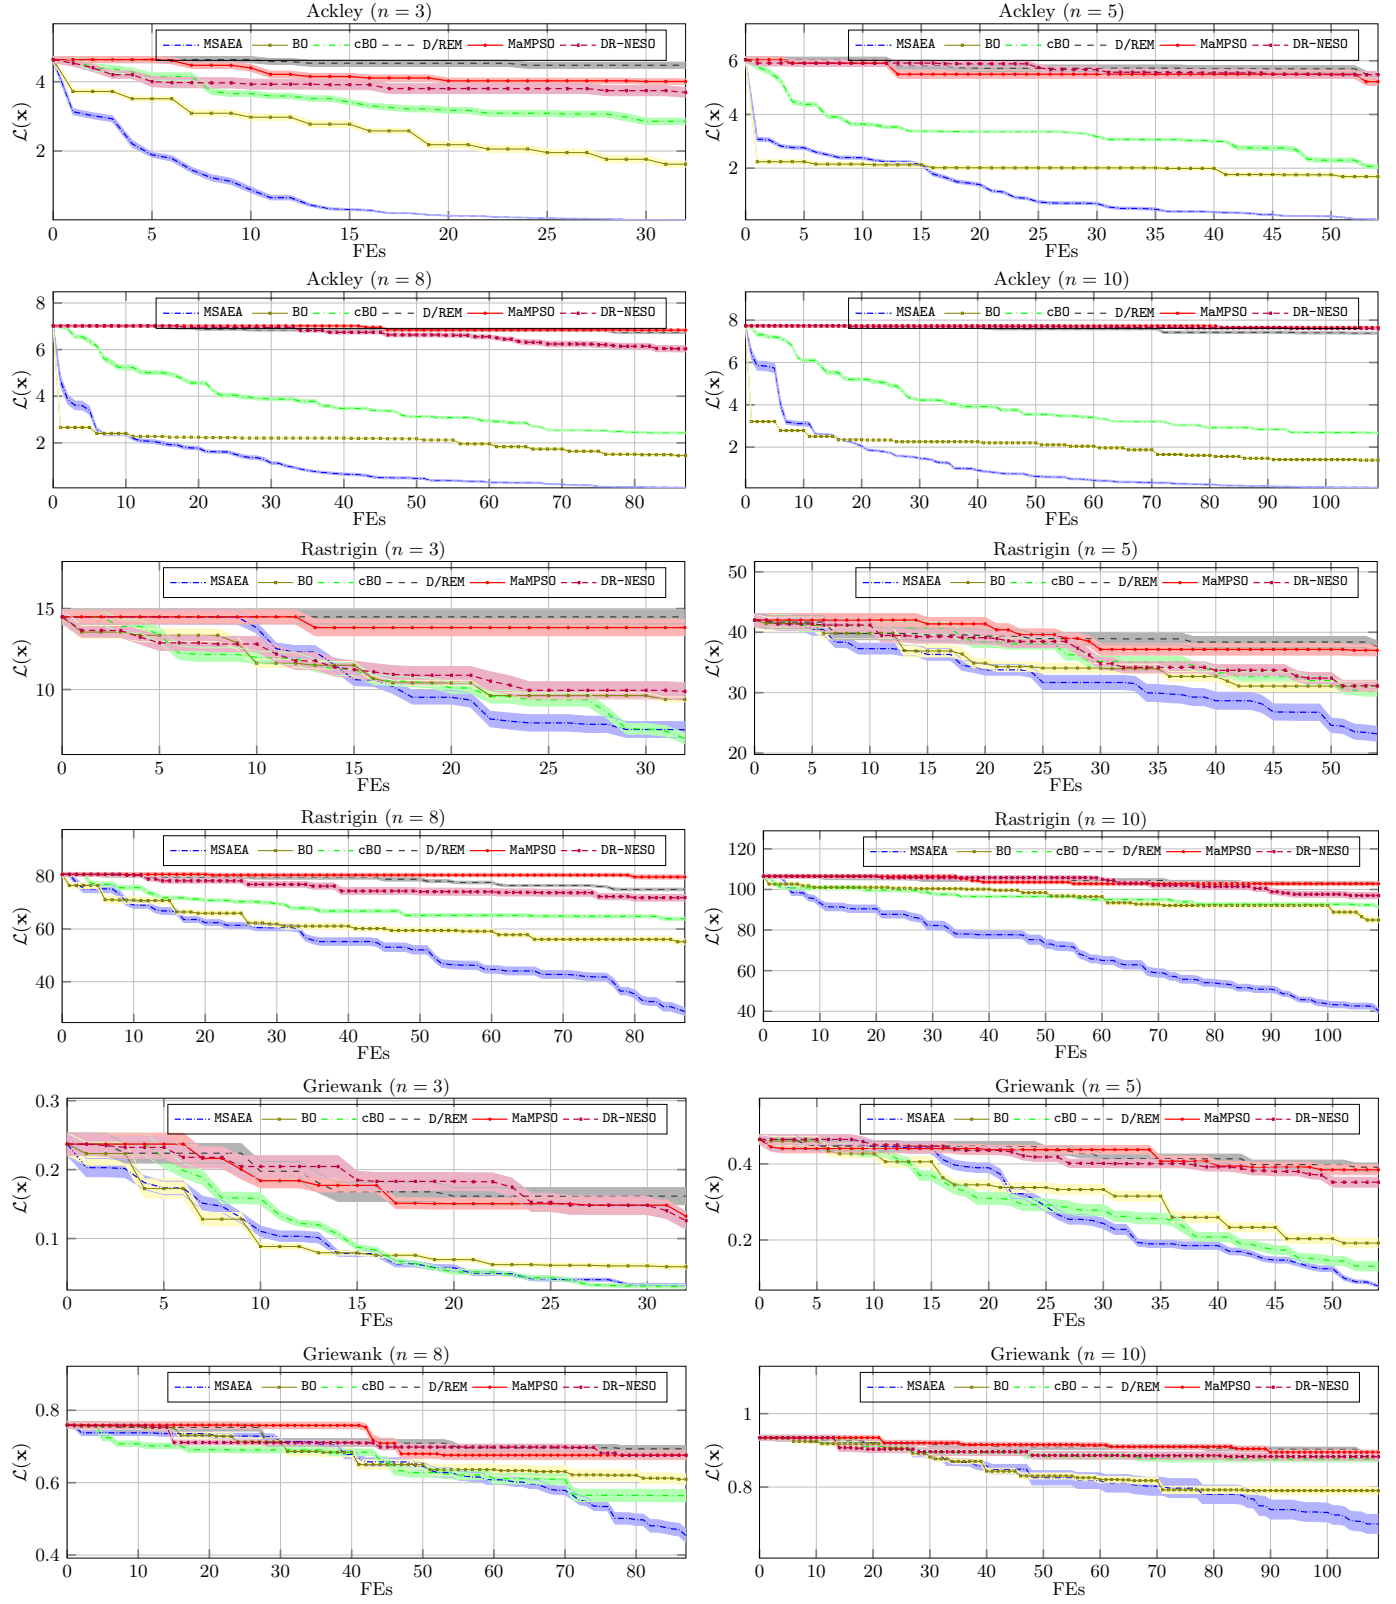 Ackley (n = 3)
MSAEA BO cBO D/REM MaMPSO DR-NESO
4
2
L(x)
0 5 10 15 20 25 30
FEs
Ackley (n = 5)
MSAEA BO cBO D/REM MaMPSO DR-NESO
6
4
2
L(x)
0 5 10 15 20 25 30 35 40 45 50
FEs
Ackley (n = 8)
MSAEA BO cBO D/REM MaMPSO DR-NESO
8
6
4
2
L(x)
0 10 20 30 40 50 60 70 80
FEs
Ackley (n = 10)
MSAEA BO cBO D/REM MaMPSO DR-NESO
8
6
4
2
L(x)
0 10 20 30 40 50 60 70 80 90 100
FEs
Rastrigin (n = 3)
MSAEA BO cBO D/REM MaMPSO DR-NESO
15
10
L(x)
0 5 10 15 20 25 30
FEs
Rastrigin (n = 5)
MSAEA BO cBO D/REM MaMPSO DR-NESO
50
40
30
20
L(x)
0 5 10 15 20 25 30 35 40 45 50
FEs
Rastrigin (n = 8)
MSAEA BO cBO D/REM MaMPSO DR-NESO
80
60
40
L(x)
0 10 20 30 40 50 60 70 80
FEs
Rastrigin (n = 10)
MSAEA BO cBO D/REM MaMPSO DR-NESO
120
100
80
60
40
L(x)
0 10 20 30 40 50 60 70 80 90 100
FEs
Griewank (n = 3)
MSAEA BO cBO D/REM MaMPSO DR-NESO
0.3
0.2
0.1
L(x)
0 5 10 15 20 25 30
FEs
Griewank (n = 5)
MSAEA BO cBO D/REM MaMPSO DR-NESO
0.4
0.2
L(x)
0 5 10 15 20 25 30 35 40 45 50
FEs
Griewank (n = 8)
MSAEA BO cBO D/REM MaMPSO DR-NESO
0.8
0.6
0.4
L(x)
0 10 20 30 40 50 60 70 80
FEs
Griewank (n = 10)
MSAEA BO cBO D/REM MaMPSO DR-NESO
1
0.8
L(x)
0 10 20 30 40 50 60 70 80 90 100
FEs